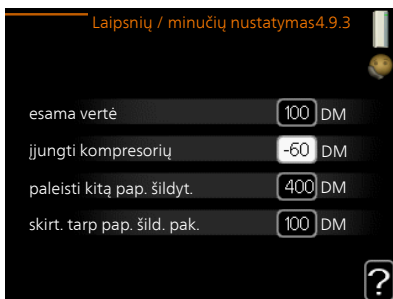 Laipsnių / minučių nustatymas4.9.3
esama vertė 100 DM
įjungti kompresorių -60 DM
paleisti kitą pap. šildyt. 400 DM
skirt. tarp pap. šild. pak. 100 DM
?